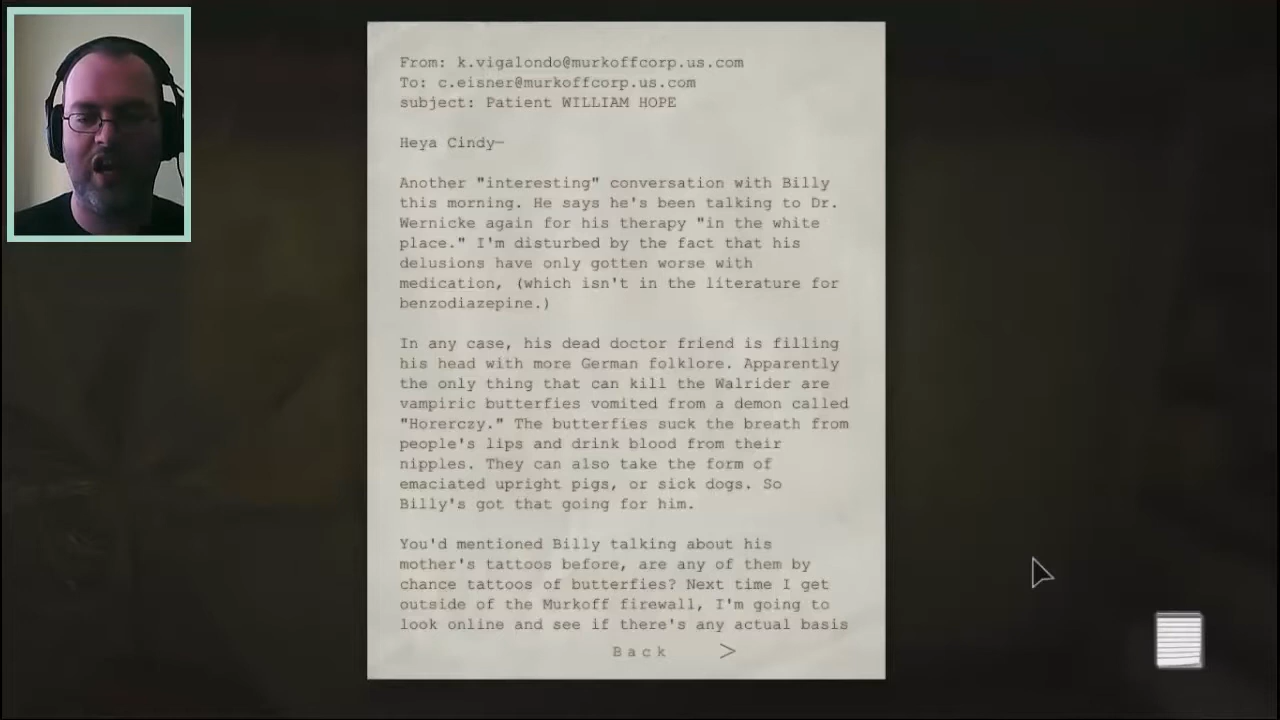 From: k.vigalondo@murkoffcorp.us.com
To: c.eisner@murkoffcorp.us.com
subject: Patient WILLIAM HOPE
Heya Cindy—
Another "interesting" conversation with Billy
this morning. He says he's been talking to Dr.
Wernicke again for his therapy "in the white
place." I'm disturbed by the fact that his
delusions have only gotten worse with
medication, (which isn't in the literature for
benzodiazepine.)
In any case, his dead doctor friend is filling
his head with more German folklore. Apparently
the only thing that can kill the Walrider are
vampiric butterfies vomited from a demon called
"Horerczy." The butterfies suck the breath from
people's lips and drink blood from their
nipples. They can also take the form of
emaciated upright pigs, or sick dogs. So
Billy's got that going for him.
You'd mentioned Billy talking about his
mother's tattoos before, are any of them by
chance tattoos of butterfies? Next time I get
outside of the Murkoff firewall, I'm going to
look online and see if there's any actual basis
Back >